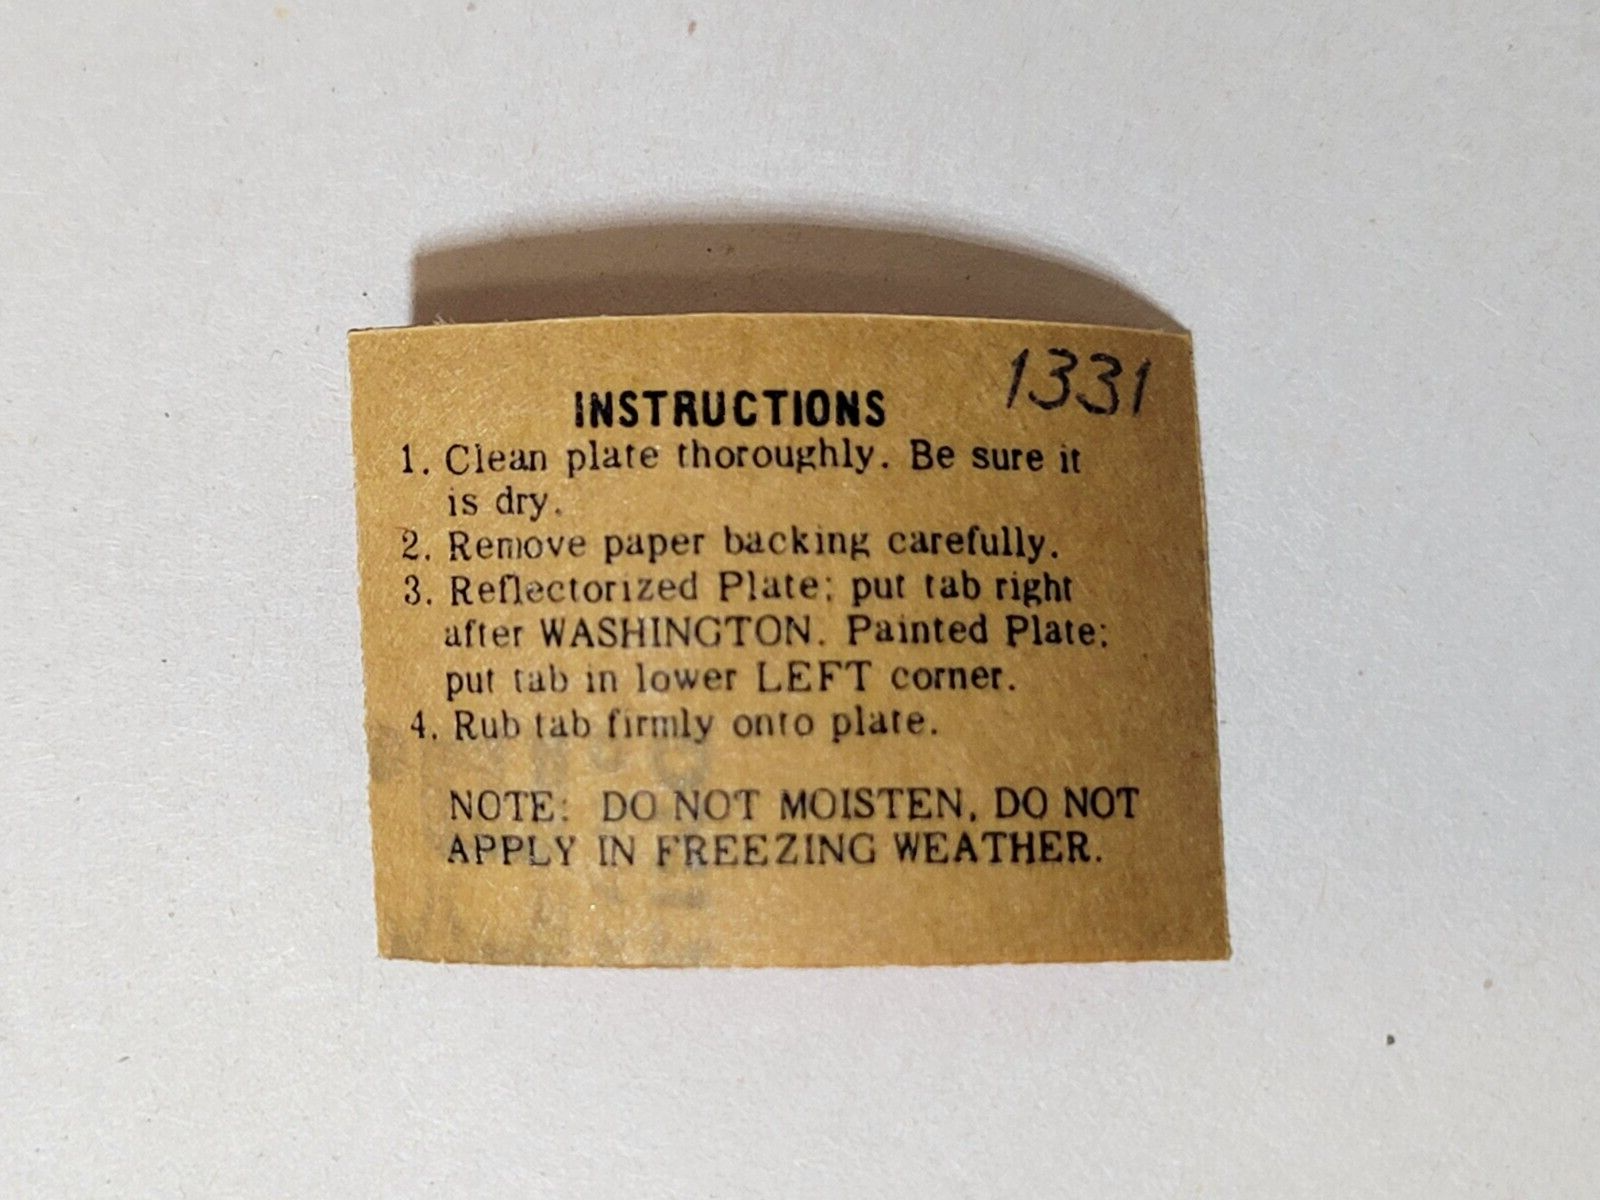 1331
INSTRUCTIONS
1. Clean plate thoroughly. Be sure it
is dry.
2. Remove paper backing carefully.
3. Reflectorized Plate; put tab right
after WASHINGTON. Painted Plate;
put tab in lower LEFT corner.
4. Rub tab firmly onto plate.
NOTE: DO NOT MOISTEN, DO NOT
APPLY IN FREEZING WEATHER.